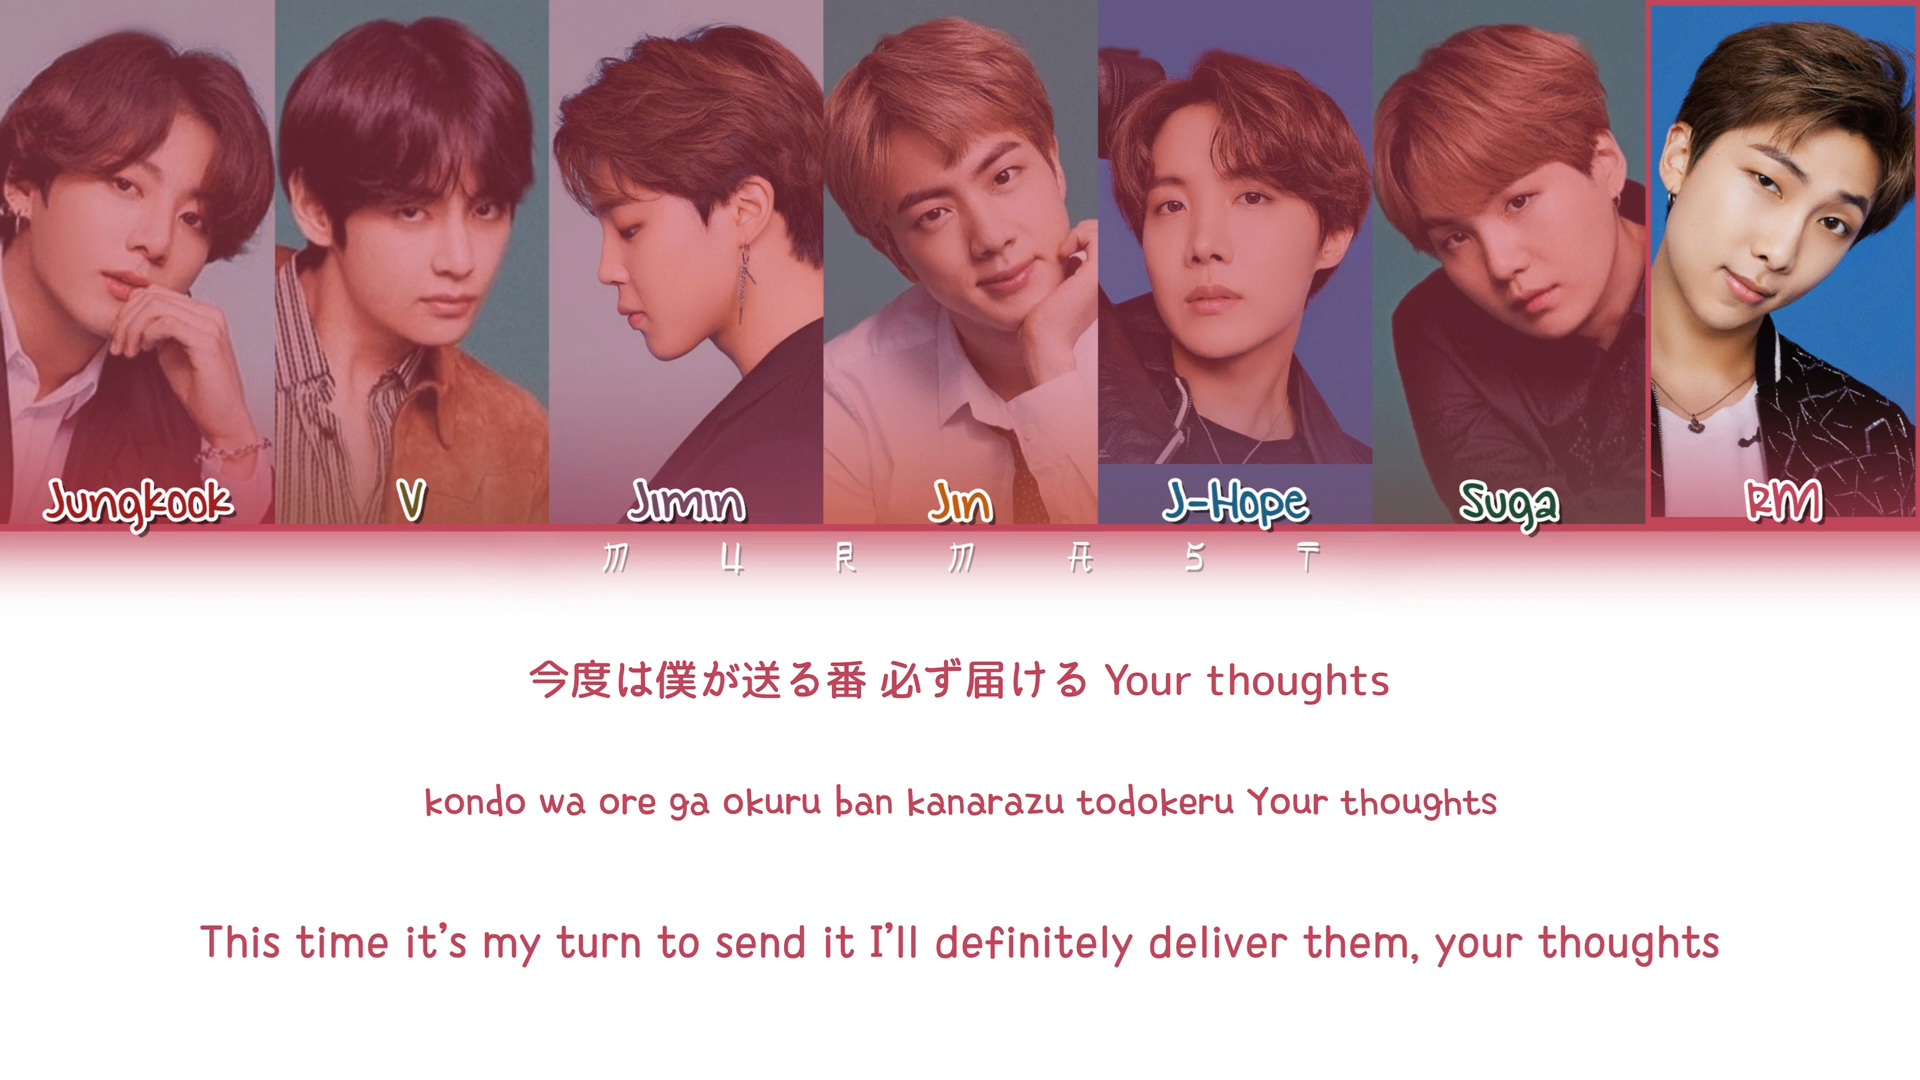 Jungkook V Jimin Jin J-Hope Suga RM
MURMAST
今度は僕が送る番 必ず届ける Your thoughts
kondo wa ore ga okuru ban kanarazu todokeru Your thoughts
This time it's my turn to send it I'll definitely deliver them, your thoughts